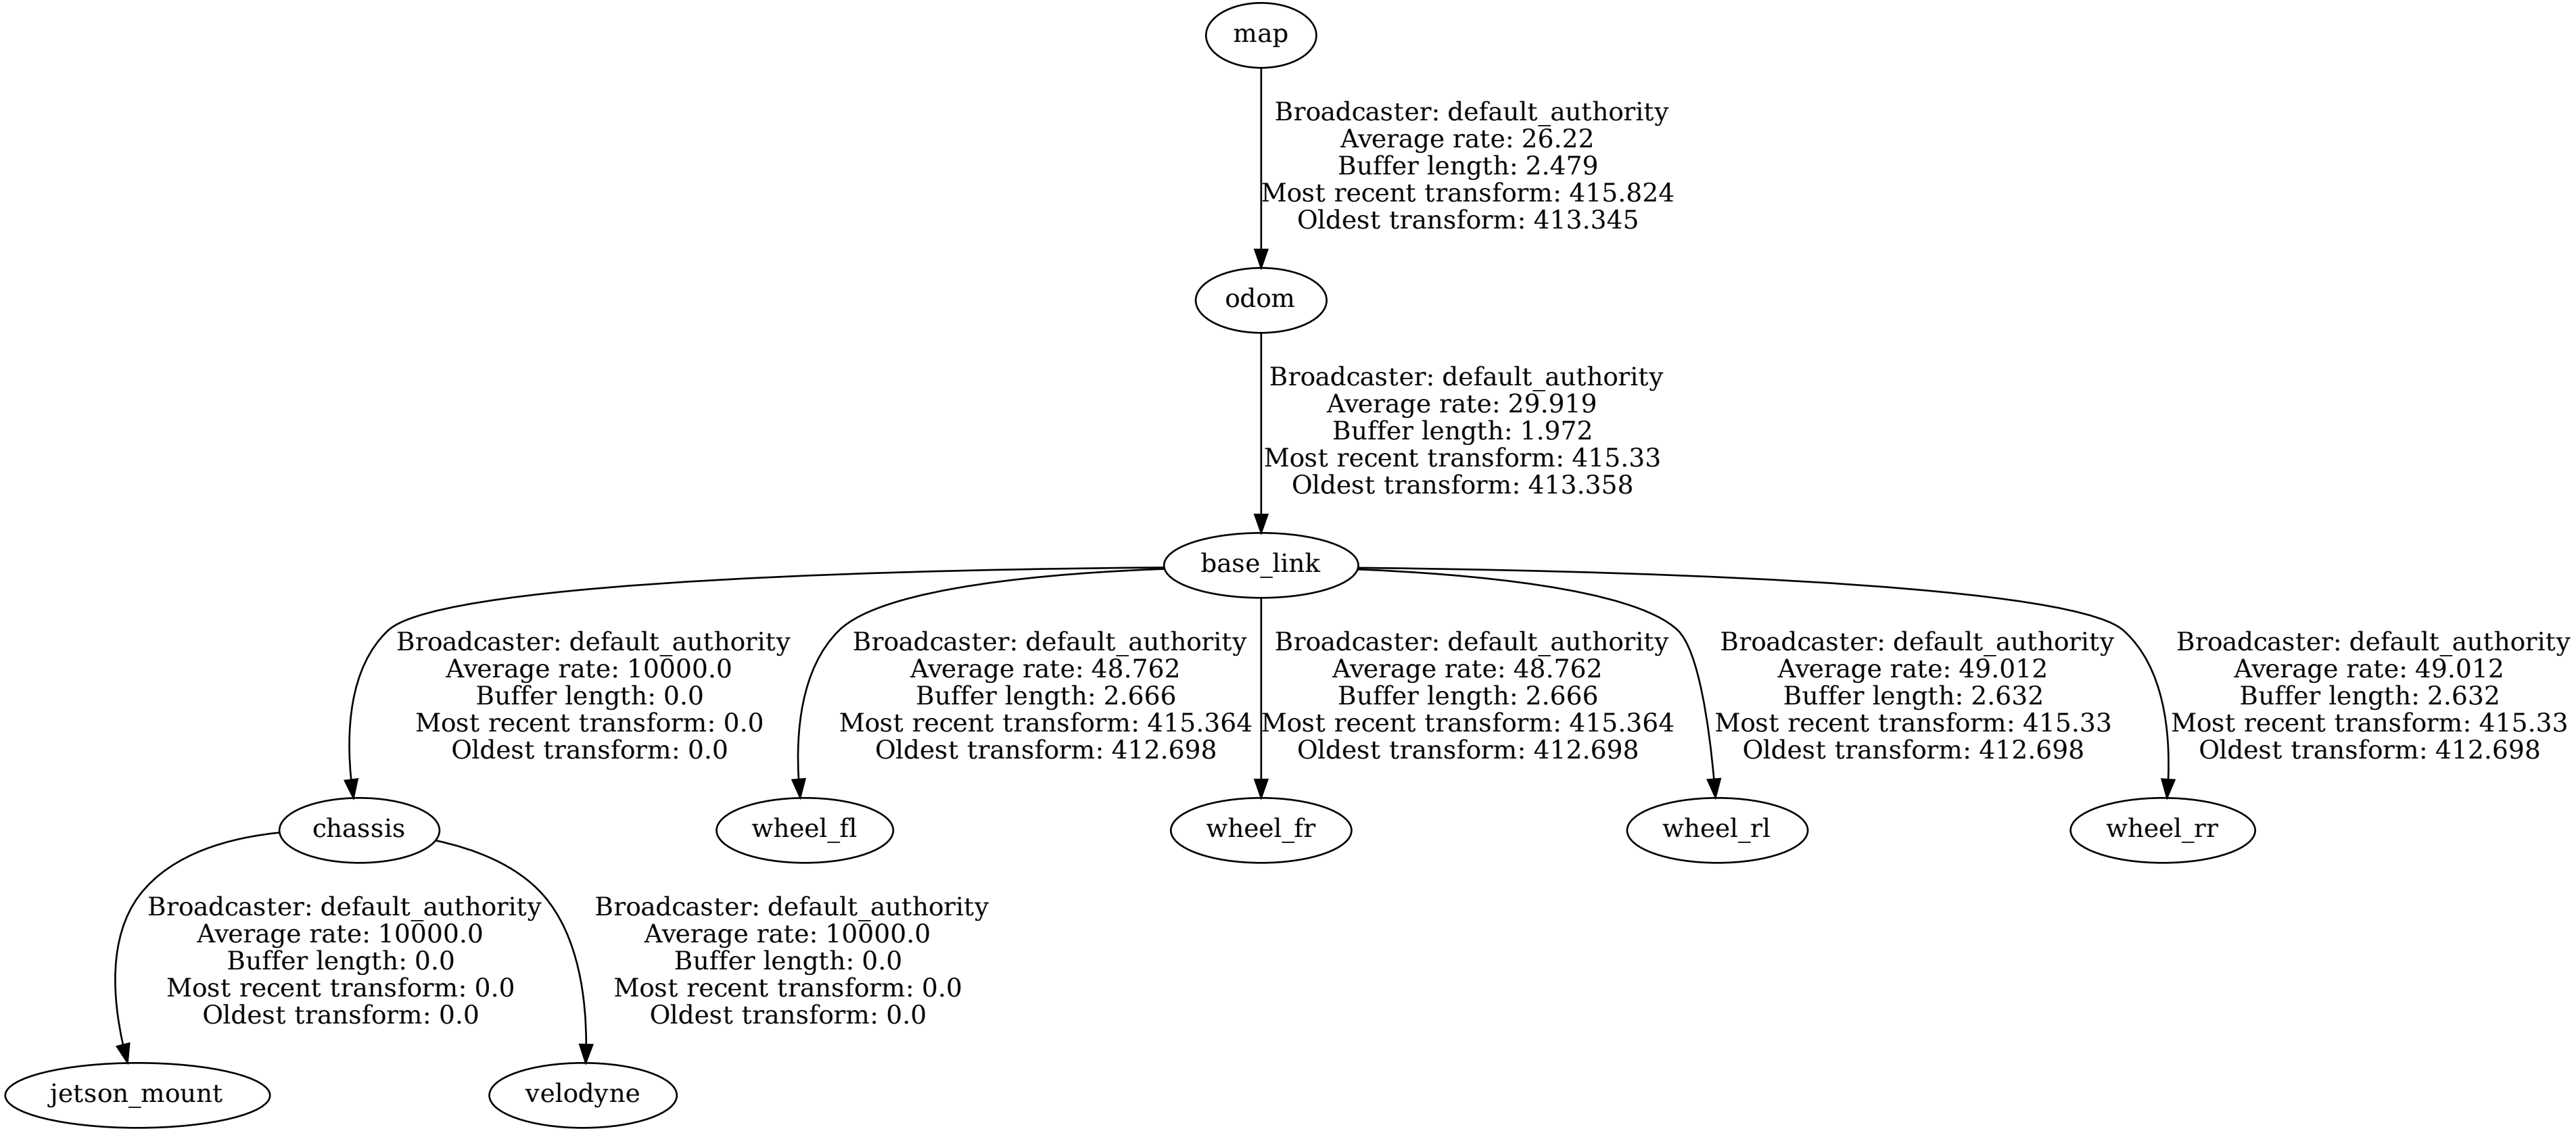 map
Broadcaster: default_authority
Average rate: 26.22
Buffer length: 2.479
Most recent transform: 415.824
Oldest transform: 413.345
odom
Broadcaster: default_authority
Average rate: 29.919
Buffer length: 1.972
Most recent transform: 415.33
Oldest transform: 413.358
base_link
Broadcaster: default_authority
Average rate: 10000.0
Buffer length: 0.0
Most recent transform: 0.0
Oldest transform: 0.0
Broadcaster: default_authority
Average rate: 48.762
Buffer length: 2.666
Most recent transform: 415.364
Oldest transform: 412.698
Broadcaster: default_authority
Average rate: 48.762
Buffer length: 2.666
Most recent transform: 415.364
Oldest transform: 412.698
Broadcaster: default_authority
Average rate: 49.012
Buffer length: 2.632
Most recent transform: 415.33
Oldest transform: 412.698
Broadcaster: default_authority
Average rate: 49.012
Buffer length: 2.632
Most recent transform: 415.33
Oldest transform: 412.698
chassis
wheel_fl
wheel_fr
wheel_rl
wheel_rr
Broadcaster: default_authority
Average rate: 10000.0
Buffer length: 0.0
Most recent transform: 0.0
Oldest transform: 0.0
Broadcaster: default_authority
Average rate: 10000.0
Buffer length: 0.0
Most recent transform: 0.0
Oldest transform: 0.0
jetson_mount
velodyne